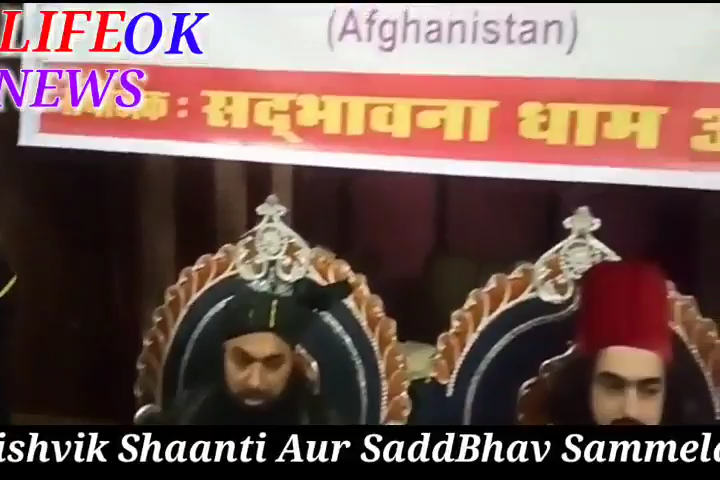 LIFEOK
NEWS
(Afghanistan)
: सद्भावना धाम
ishvik Shaanti Aur SaddBhav Sammela